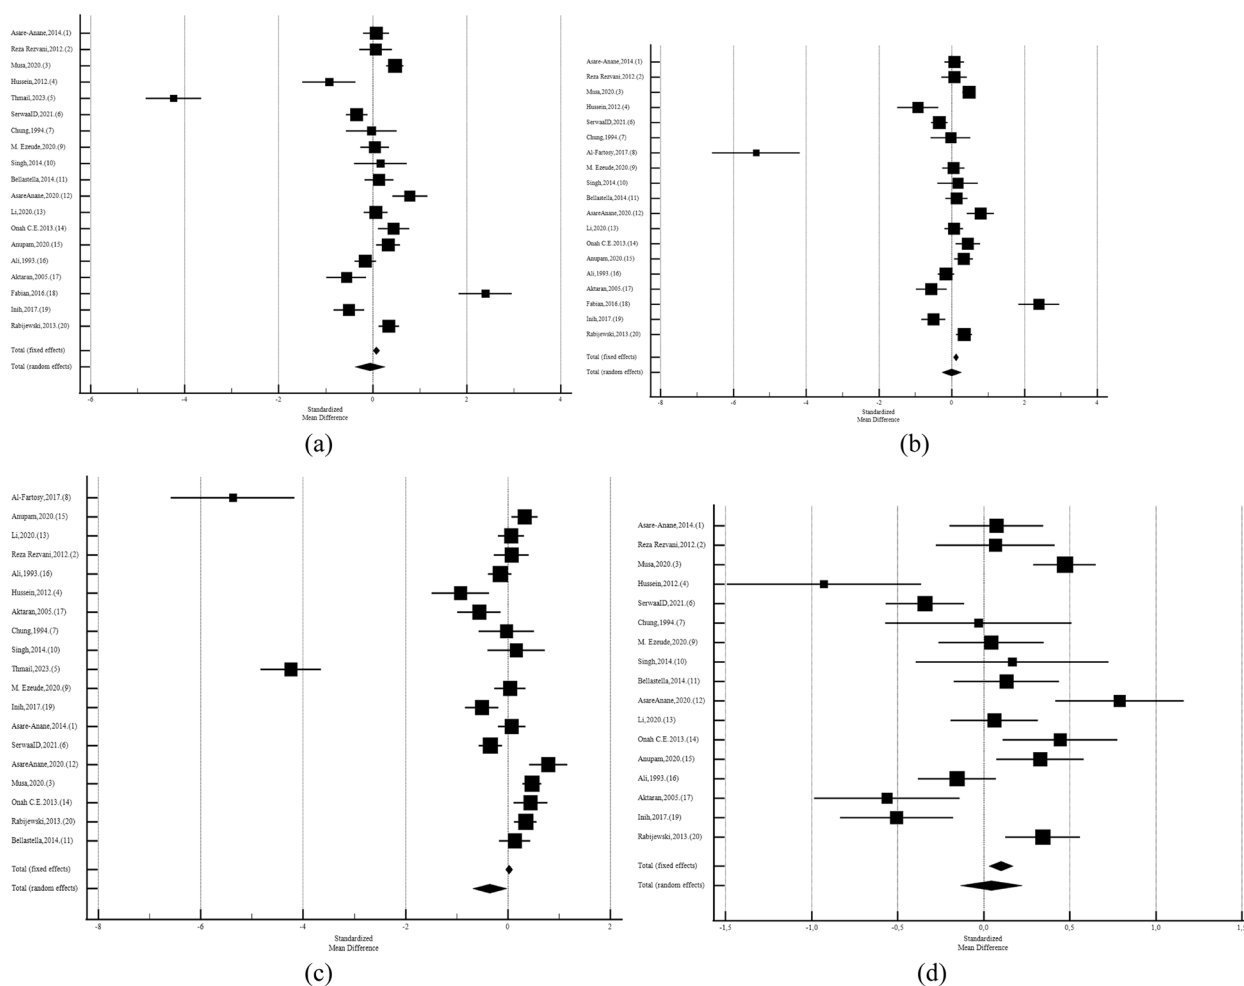 Asare-Anane,2014.(1)
Reza Rezvani,2012.(2)
Musa,2020.(3)
Hussein,2012.(4)
Thmail,2023.(5)
SerwaaID,2021.(6)
Chung,1994.(7)
M. Ezeude,2020.(9)
Singh,2014.(10)
Bellastella,2014.(11)
AsareAnane,2020.(12)
Li,2020.(13)
Onah C.E.2013.(14)
Anupam,2020.(15)
Ali,1993.(16)
Aktaran,2005.(17)
Fabian,2016.(18)
Inih,2017.(19)
Rabijewski,2013.(20)
Total (fixed effects)
Total (random effects)
-6 -4 -2 0 2 4
Standardized
Mean Difference
(a)
Asare-Anane,2014.(1)
Reza Rezvani,2012.(2)
Musa,2020.(3)
Hussein,2012.(4)
SerwaaID,2021.(6)
Chung,1994.(7)
Al-Fartosy,2017.(8)
M. Ezeude,2020.(9)
Singh,2014.(10)
Bellastella,2014.(11)
AsareAnane,2020.(12)
Li,2020.(13)
Onah C.E.2013.(14)
Anupam,2020.(15)
Ali,1993.(16)
Aktaran,2005.(17)
Fabian,2016.(18)
Inih,2017.(19)
Rabijewski,2013.(20)
Total (fixed effects)
Total (random effects)
-8 -6 -4 -2 0 2 4
Standardized
Mean Difference
(b)
Al-Fartosy,2017.(8)
Anupam,2020.(15)
Li,2020.(13)
Reza Rezvani,2012.(2)
Ali,1993.(16)
Hussein,2012.(4)
Aktaran,2005.(17)
Chung,1994.(7)
Singh,2014.(10)
Thmail,2023.(5)
M. Ezeude,2020.(9)
Inih,2017.(19)
Asare-Anane,2014.(1)
SerwaaID,2021.(6)
AsareAnane,2020.(12)
Musa,2020.(3)
Onah C.E.2013.(14)
Rabijewski,2013.(20)
Bellastella,2014.(11)
Total (fixed effects)
Total (random effects)
-8 -6 -4 -2 0 2
Standardized
Mean Difference
(c)
Asare-Anane,2014.(1)
Reza Rezvani,2012.(2)
Musa,2020.(3)
Hussein,2012.(4)
SerwaaID,2021.(6)
Chung,1994.(7)
M. Ezeude,2020.(9)
Singh,2014.(10)
Bellastella,2014.(11)
AsareAnane,2020.(12)
Li,2020.(13)
Onah C.E.2013.(14)
Anupam,2020.(15)
Ali,1993.(16)
Aktaran,2005.(17)
Inih,2017.(19)
Rabijewski,2013.(20)
Total (fixed effects)
Total (random effects)
-1,5 -1,0 -0,5 0,0 0,5 1,0 1,5
Standardized
Mean Difference
(d)